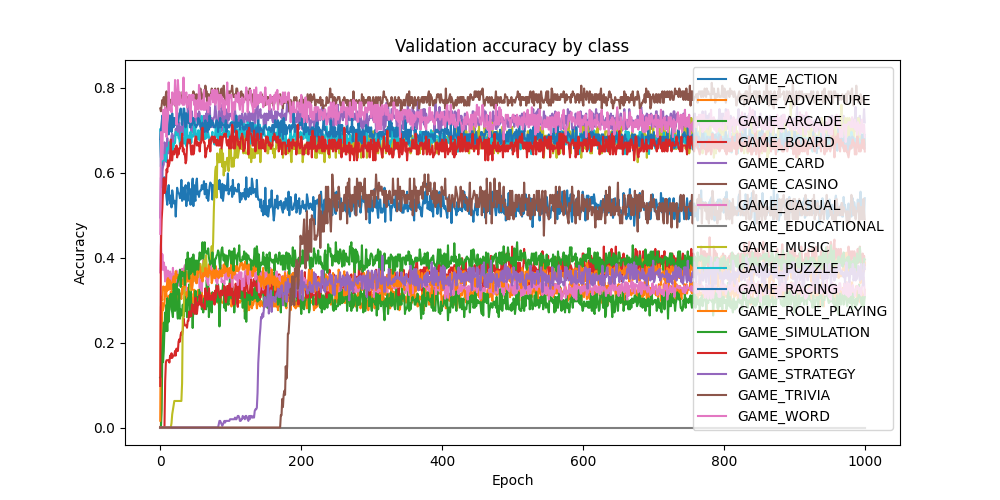 Validation accuracy by class
0.8
0.6
0.4
0.2
0.0
Accuracy
0
200
400
600
800
1000
Epoch
GAME_ACTION
GAME_ADVENTURE
GAME_ARCADE
GAME_BOARD
GAME_CARD
GAME_CASINO
GAME_CASUAL
GAME_EDUCATIONAL
GAME_MUSIC
GAME_PUZZLE
GAME_RACING
GAME_ROLE_PLAYING
GAME_SIMULATION
GAME_SPORTS
GAME_STRATEGY
GAME_TRIVIA
GAME_WORD